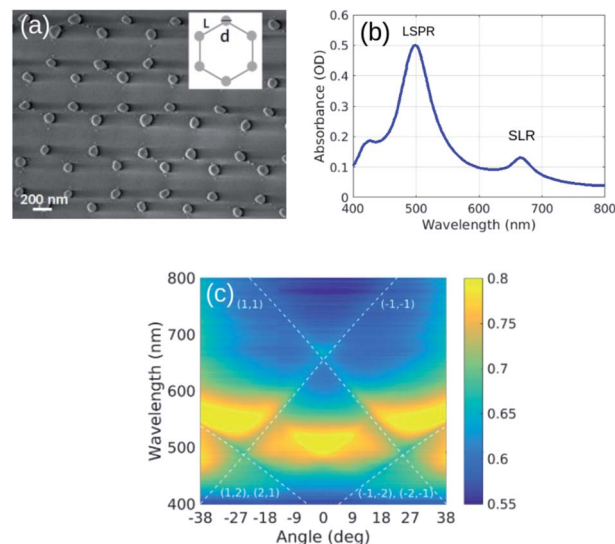 (a)
L
d
200 nm
(b)
LSPR
SLR
0.6
0.5
0.4
0.3
0.2
0.1
0
400 500 600 700 800
Absorbance (OD)
Wavelength (nm)
(c)
(1,1)
(-1,-1)
(1,2), (2,1)
(-1,-2), (-2,-1)
800
700
600
500
400
Wavelength (nm)
-38 -27 -18 -9 0 9 18 27 38
Angle (deg)
0.8
0.75
0.7
0.65
0.6
0.55